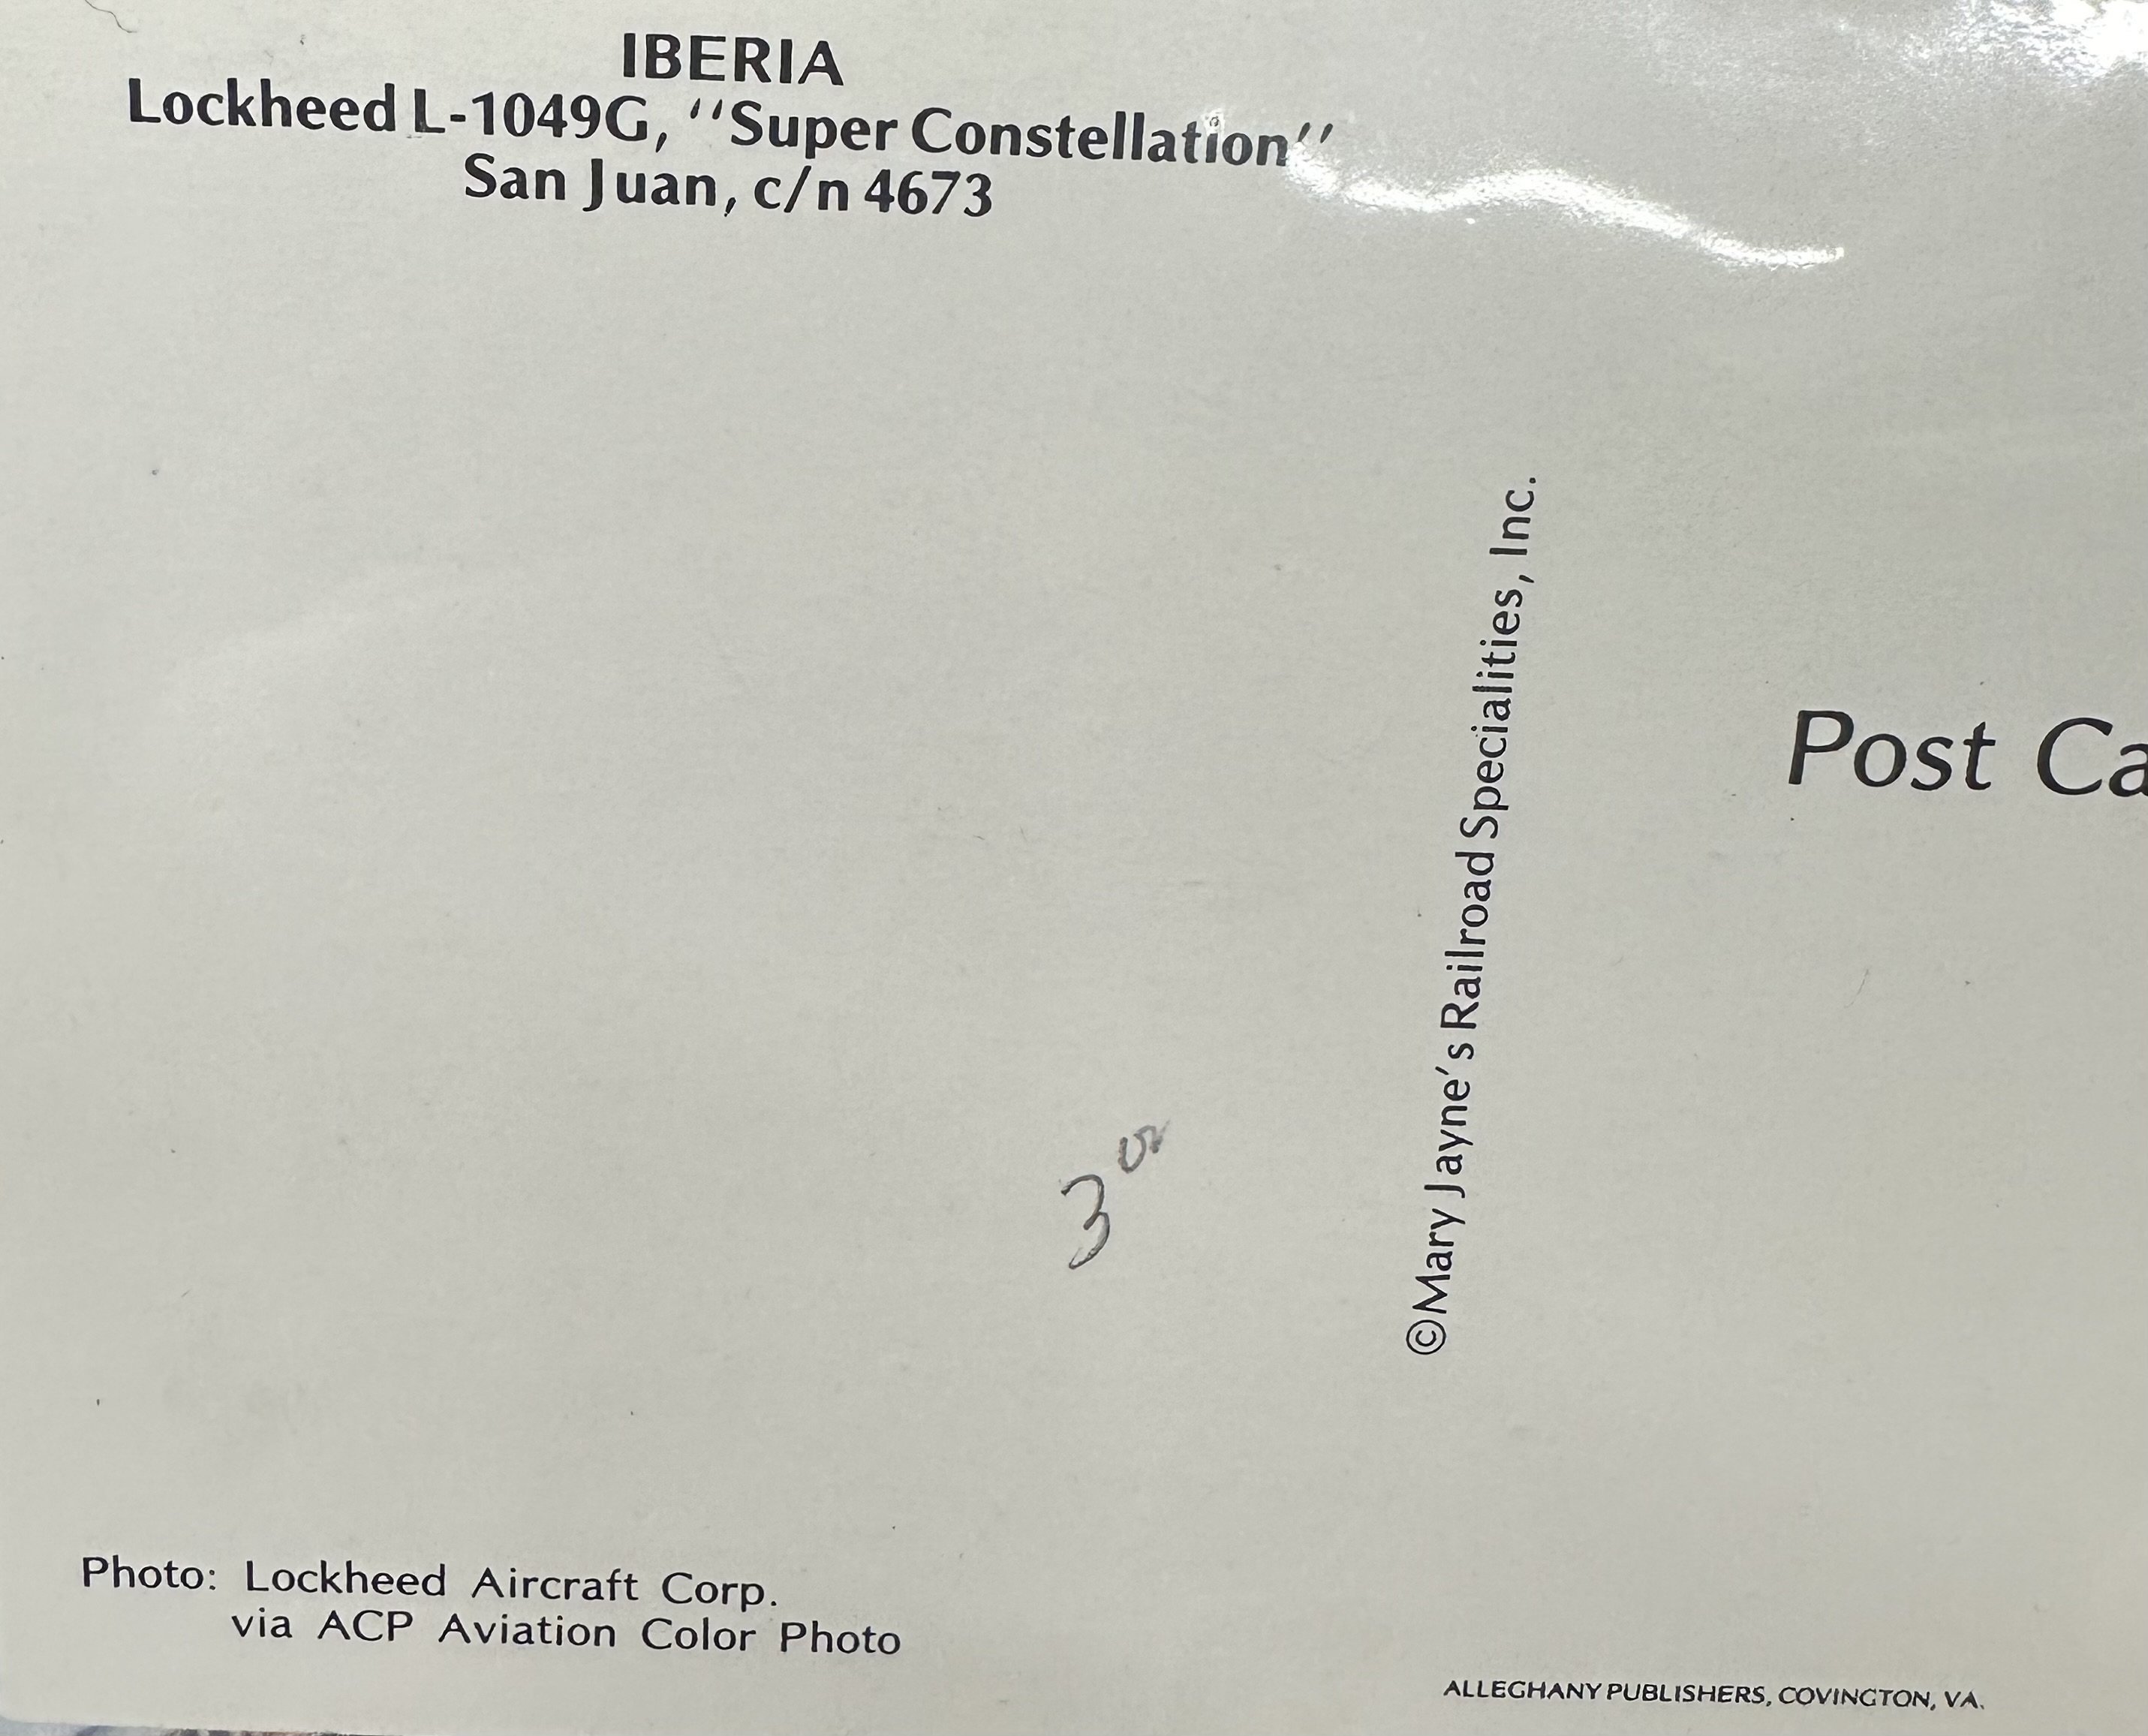 IBERIA
Lockheed L-1049G, ''Super Constellation''
San Juan, c/n 4673
©Mary Jayne's Railroad Specialities, Inc.
Post Ca
3 00
Photo: Lockheed Aircraft Corp.
via ACP Aviation Color Photo
ALLEGHANY PUBLISHERS, COVINGTON, VA.